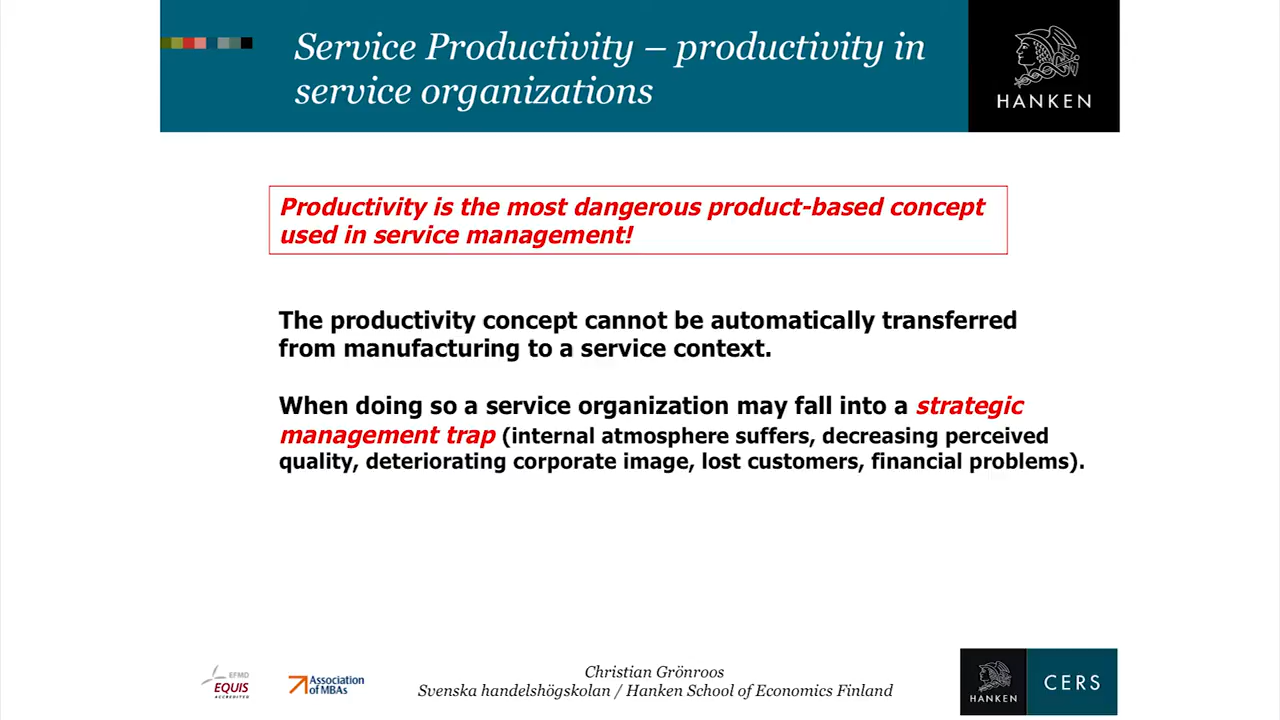 Service Productivity – productivity in
service organizations
HANKEN
Productivity is the most dangerous product-based concept
used in service management!
The productivity concept cannot be automatically transferred
from manufacturing to a service context.
When doing so a service organization may fall into a strategic
management trap (internal atmosphere suffers, decreasing perceived
quality, deteriorating corporate image, lost customers, financial problems).
EFMD
EQUIS
ACCREDITED
Association
of MBAs
Christian Grönroos
Svenska handelshögskolan / Hanken School of Economics Finland
HANKEN
CERS